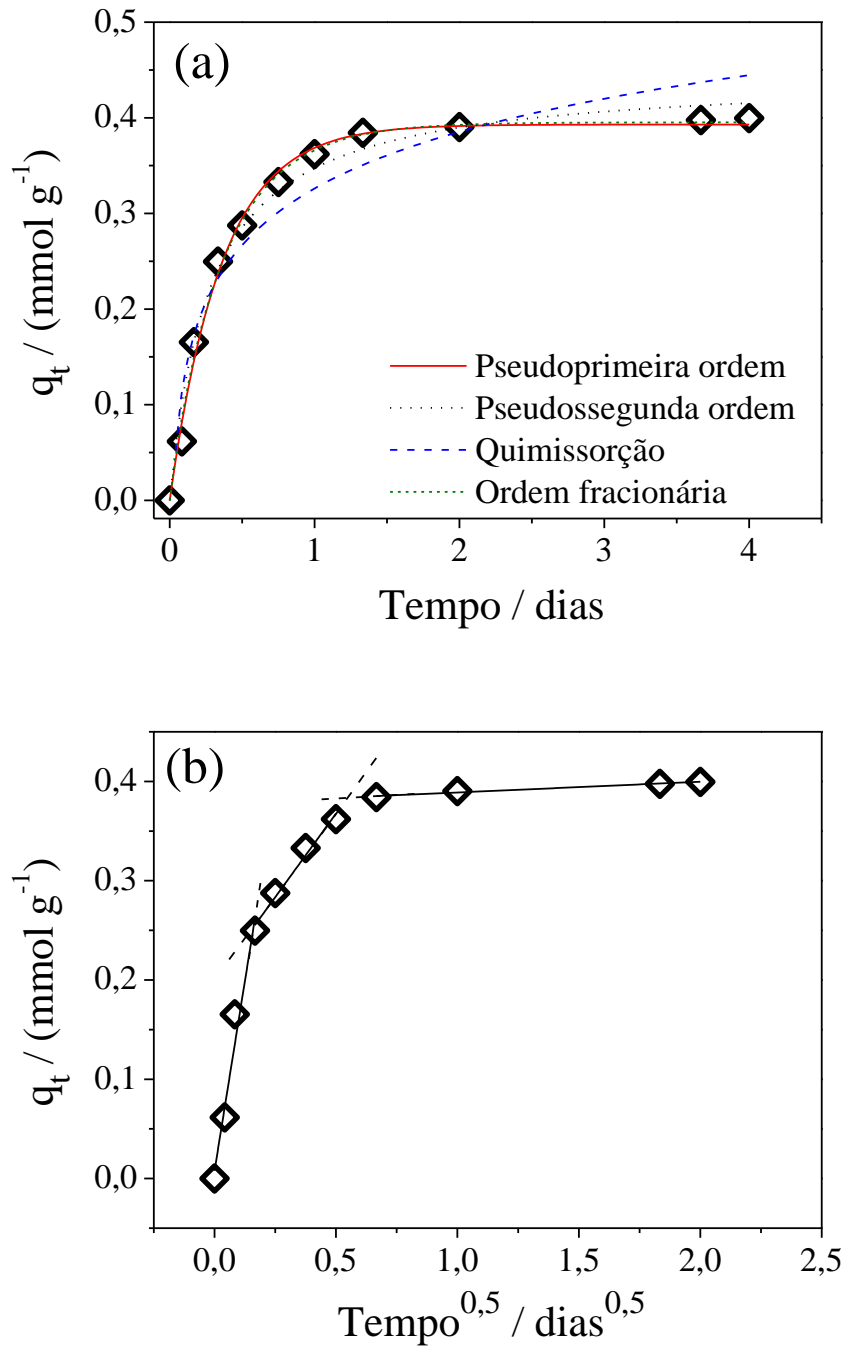 (a)
0,5
0,4
0,3
0,2
0,1
0,0
q_t / (mmol g^-1)
Pseudoprimeira ordem
Pseudossegunda ordem
Quimissorção
Ordem fracionária
0 1 2 3 4
Tempo / dias
(b)
0,4
0,3
0,2
0,1
0,0
q_t / (mmol g^-1)
0,0 0,5 1,0 1,5 2,0 2,5
Tempo^0,5 / dias^0,5